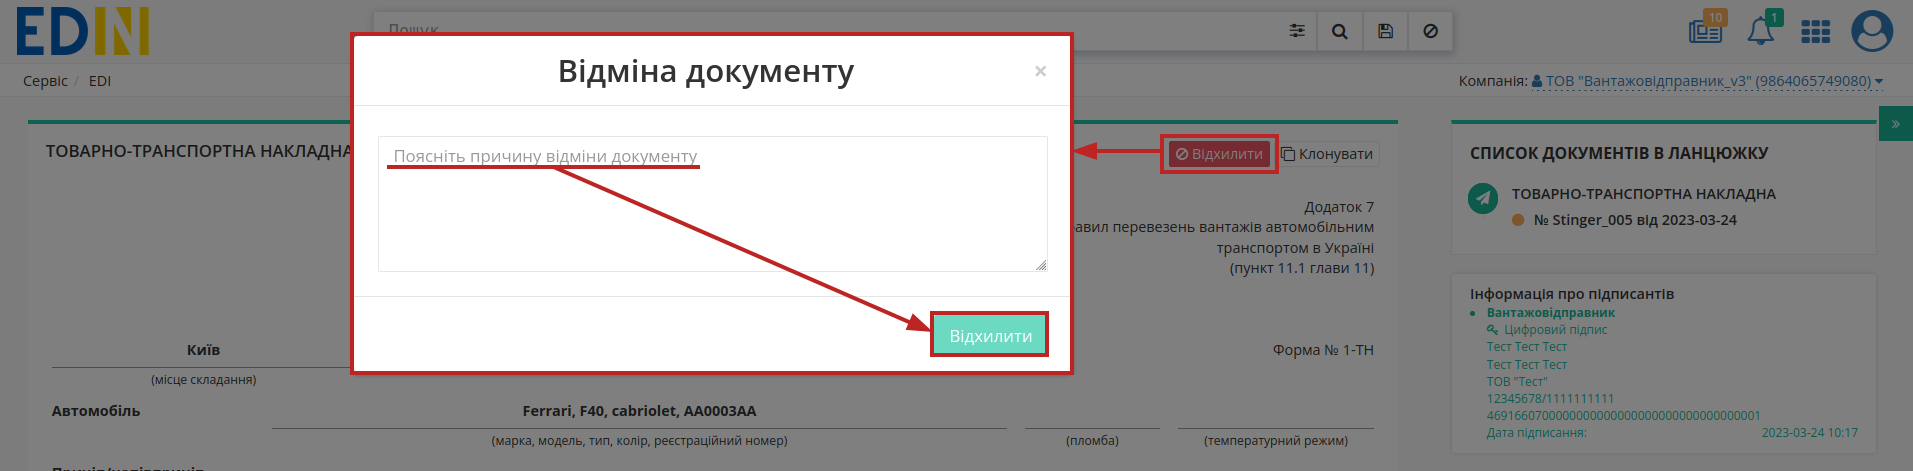 EDIN
Пошук
10
1
Сервіс / EDI
Компанія: ТОВ "Вантажовідправник_v3" (9864065749080)
Відміна документу
×
Поясніть причину відміни документу
Відхилити
ТОВАРНО-ТРАНСПОРТНА НАКЛАДНА
Відхилити
Клонувати
Додаток 7
авил перевезень вантажів автомобільним
транспортом в Україні
(пункт 11.1 глави 11)
Київ
(місце складання)
Форма № 1-ТН
Автомобіль
Ferrari, F40, cabriolet, AA0003AA
(марка, модель, тип, колір, реєстраційний номер)
(пломба)
(температурний режим)
»
СПИСОК ДОКУМЕНТІВ В ЛАНЦЮЖКУ
ТОВАРНО-ТРАНСПОРТНА НАКЛАДНА
№ Stinger_005 від 2023-03-24
Інформація про підписантів
Вантажовідправник
Цифровий підпис
Тест Тест Тест
Тест Тест Тест
ТОВ "Тест"
12345678/1111111111
Дата підписання: 2023-03-24 10:17